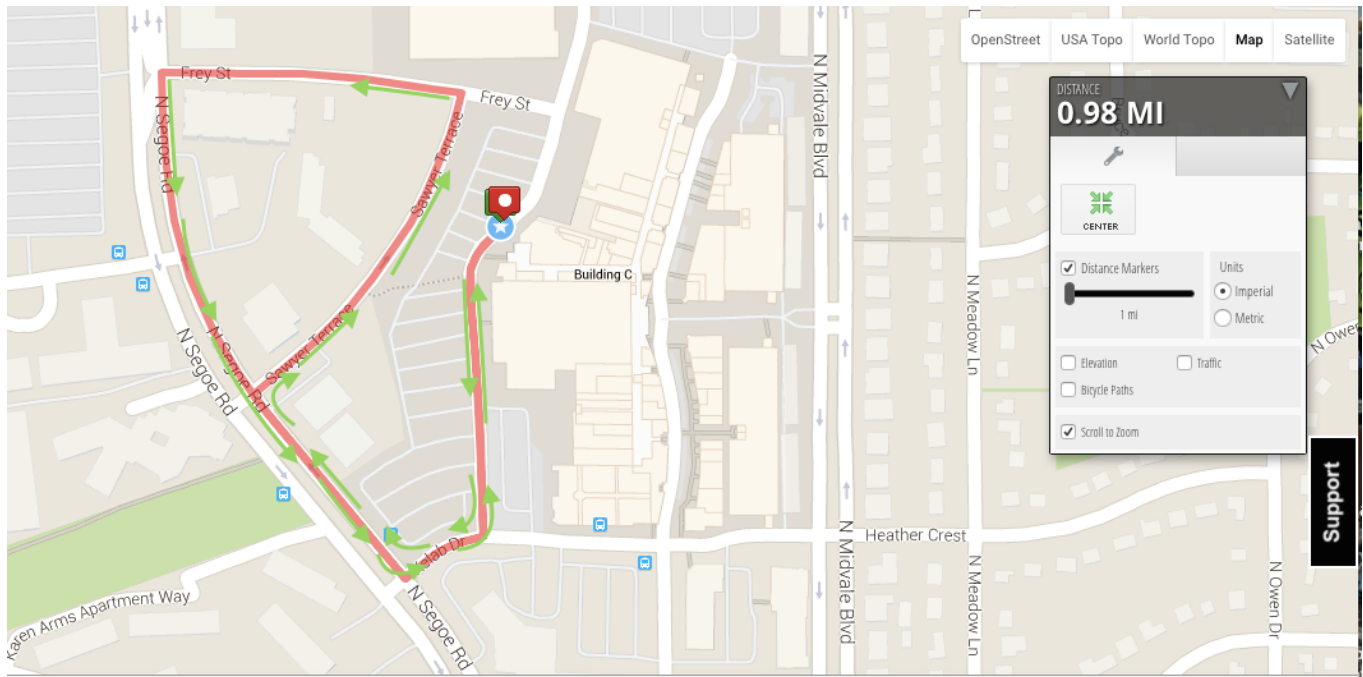 OpenStreet
USA Topo
World Topo
Map
Satellite
DISTANCE
0.98 MI
CENTER
Distance Markers
1 mi
Units
Imperial
Metric
Elevation
Traffic
Bicycle Paths
Scroll to Zoom
Support
Frey St
Frey St
N Segoe Rd
Sawyer Terrace
N Midvale Blvd
Building C
N Meadow Ln
N Segoe Rd
N Segoe Rd
Sawyer Terrace
N Owen
Heather Crest
N Midvale Blvd
N Meadow Ln
N Owen Dr
Karen Arms Apartment Way
N Segoe Rd